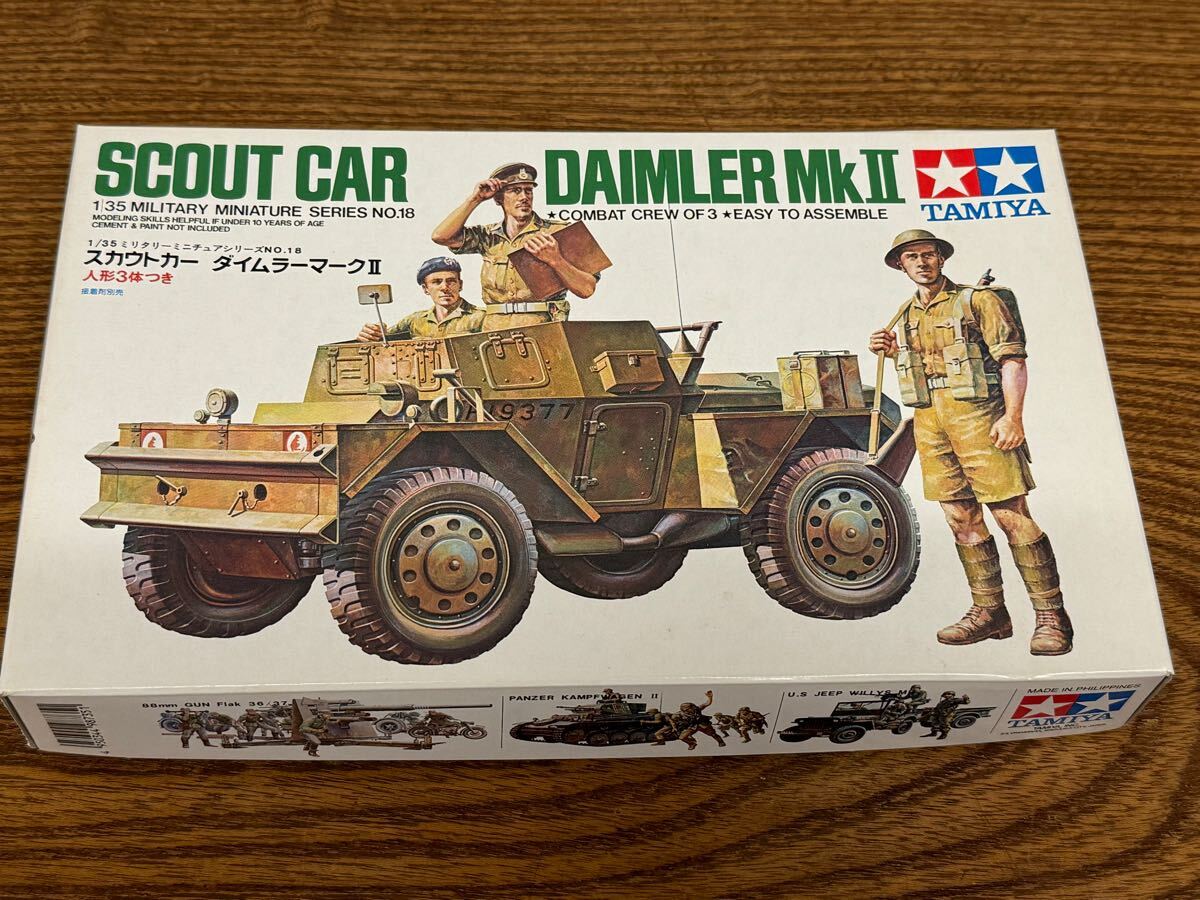 SCOUT CAR
DAIMLER MkII
TAMIYA
1/35 MILITARY MINIATURE SERIES NO.18
★COMBAT CREW OF 3 ★EASY TO ASSEMBLE
MODELING SKILLS HELPFUL IF UNDER 10 YEARS OF AGE
CEMENT & PAINT NOT INCLUDED
1/35ミリタリーミニチュアシリーズNO.18
スカウトカー ダイムラーマークII
人形3体つき
接着剤別売
19377
88mm GUN Flak 36/37
PANZER KAMPFWAGEN II
U.S JEEP WILLYS
MADE IN PHILIPPINES
TAMIYA